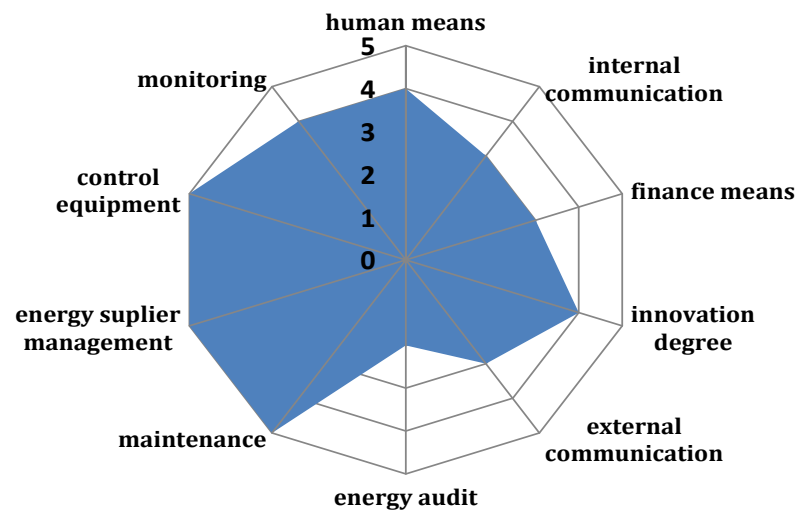 human means
5
4
3
2
1
0
internal
communication
finance means
innovation
degree
external
communication
energy audit
maintenance
energy suplier
management
control
equipment
monitoring